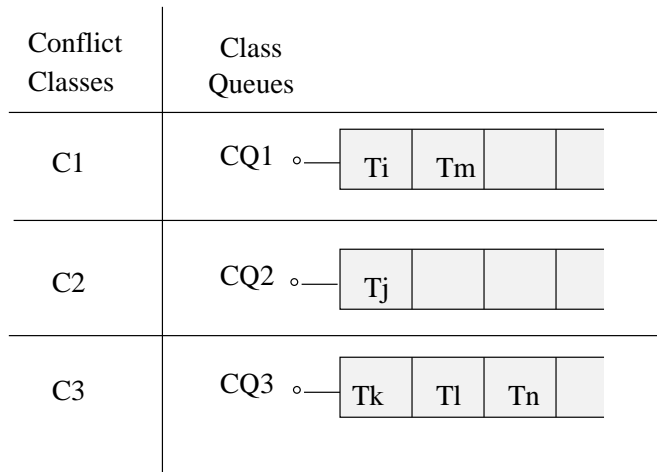 Conflict
Classes
Class
Queues
C1
CQ1
Ti
Tm
C2
CQ2
Tj
C3
CQ3
Tk
Tl
Tn